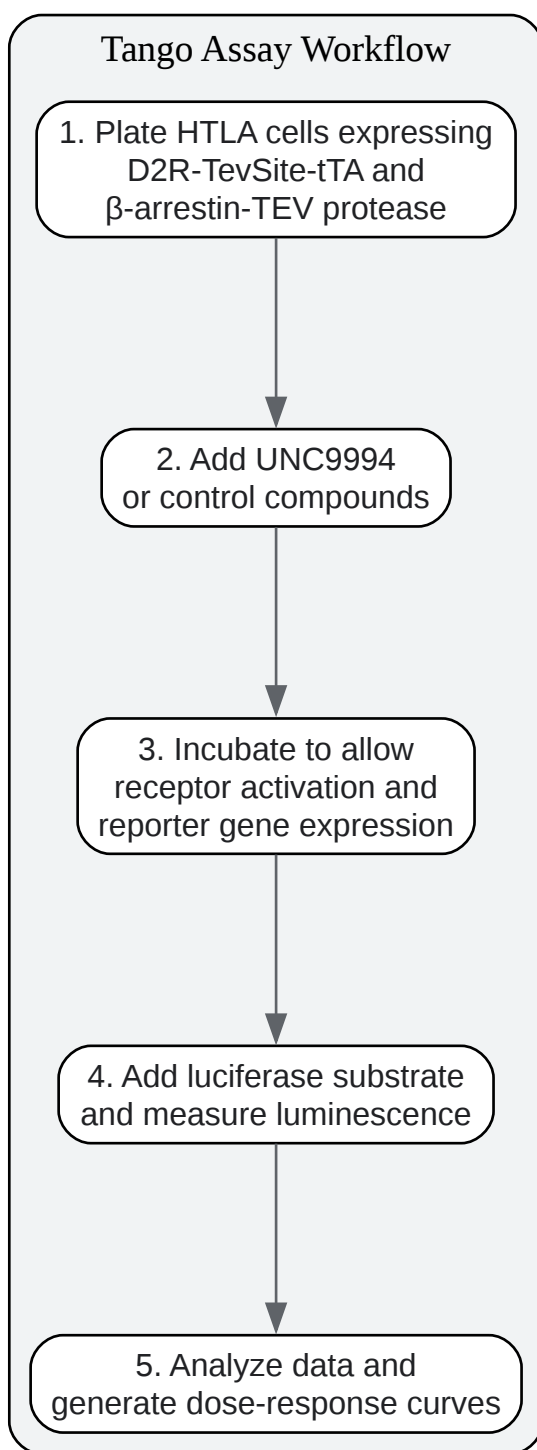 Tango Assay Workflow
1. Plate HTLA cells expressing
D2R-TevSite-tTA and
β-arrestin-TEV protease
2. Add UNC9994
or control compounds
3. Incubate to allow
receptor activation and
reporter gene expression
4. Add luciferase substrate
and measure luminescence
5. Analyze data and
generate dose-response curves